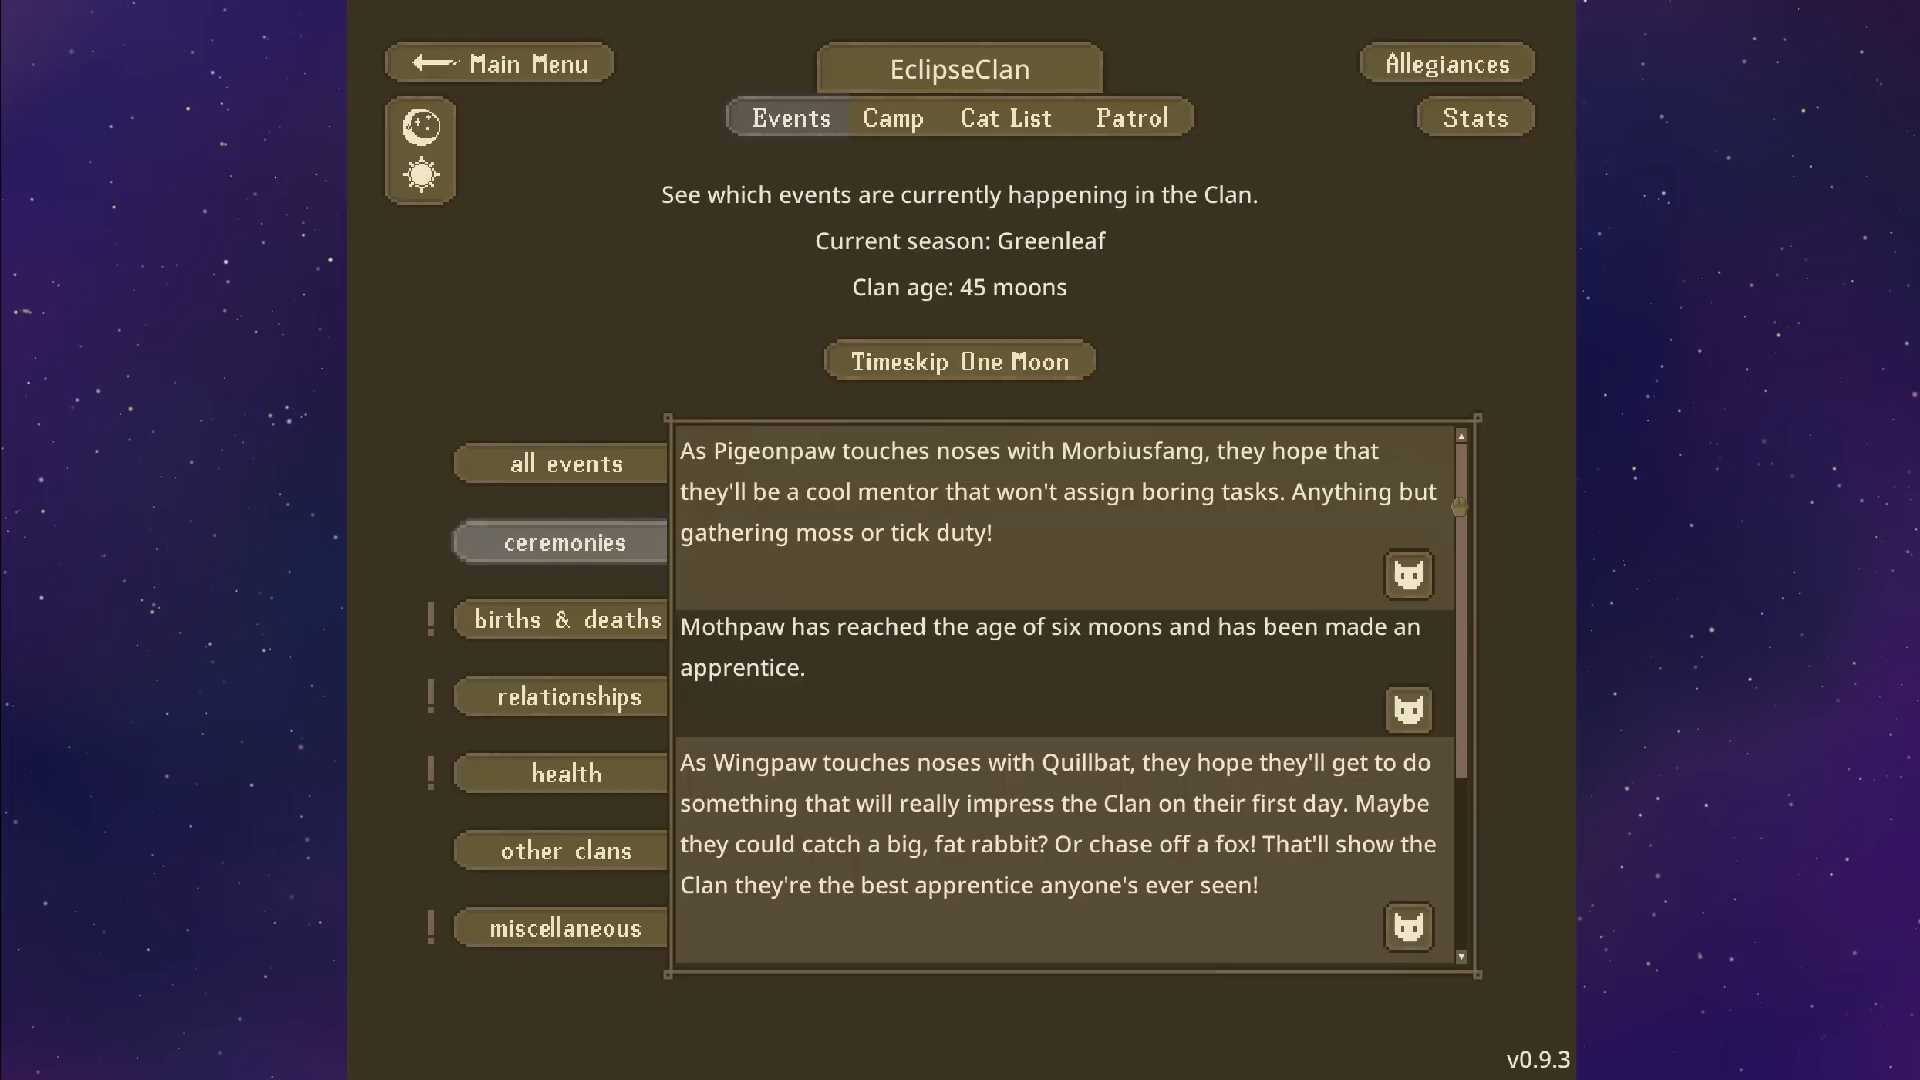 Main Menu
EclipseClan
Allegiances
Events
Camp
Cat List
Patrol
Stats
See which events are currently happening in the Clan.
Current season: Greenleaf
Clan age: 45 moons
Timeskip One Moon
all events
ceremonies
! births & deaths
! relationships
! health
other clans
! miscellaneous
As Pigeonpaw touches noses with Morbiusfang, they hope that
they'll be a cool mentor that won't assign boring tasks. Anything but
gathering moss or tick duty!
Mothpaw has reached the age of six moons and has been made an
apprentice.
As Wingpaw touches noses with Quillbat, they hope they'll get to do
something that will really impress the Clan on their first day. Maybe
they could catch a big, fat rabbit? Or chase off a fox! That'll show the
Clan they're the best apprentice anyone's ever seen!
v0.9.3